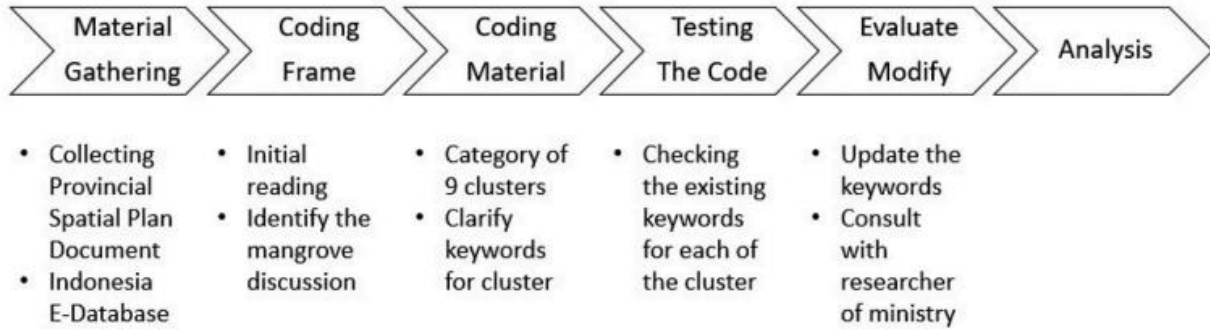 Material
Gathering
Coding
Frame
Coding
Material
Testing
The Code
Evaluate
Modify
Analysis
• Collecting
Provincial
Spatial Plan
Document
• Indonesia
E-Database
• Initial
reading
• Identify the
mangrove
discussion
• Category of
9 clusters
• Clarify
keywords
for cluster
• Checking
the existing
keywords
for each of
the cluster
• Update the
keywords
• Consult
with
researcher
of ministry